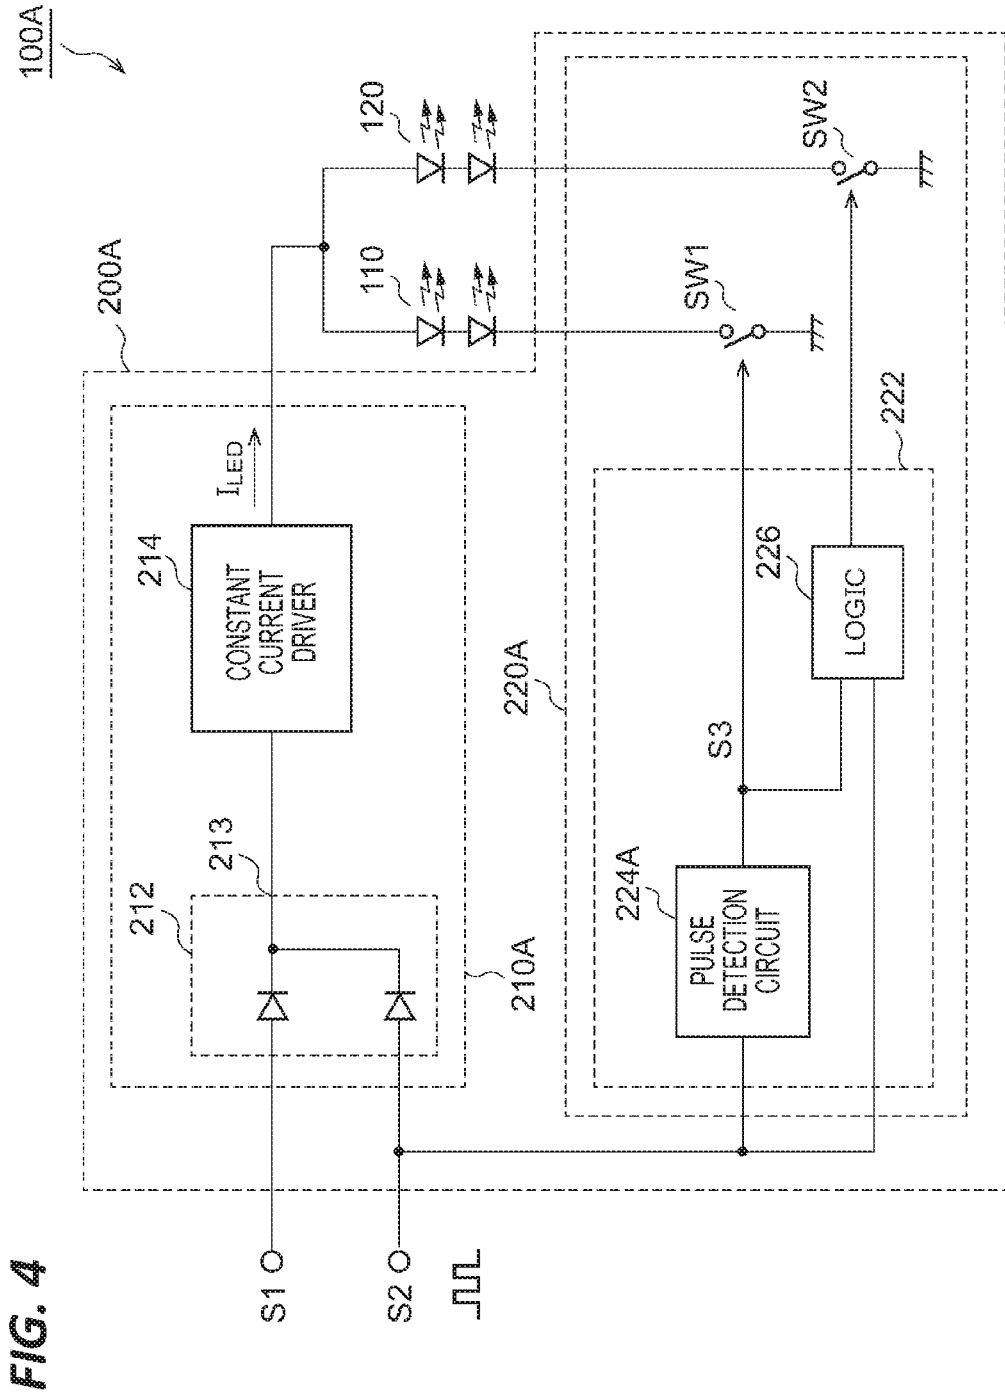 FIG. 4
100A
200A
210A
212
213
214
CONSTANT
CURRENT
DRIVER
I_LED
110
120
S1
S2
220A
222
224A
PULSE
DETECTION
CIRCUIT
S3
226
LOGIC
SW1
SW2